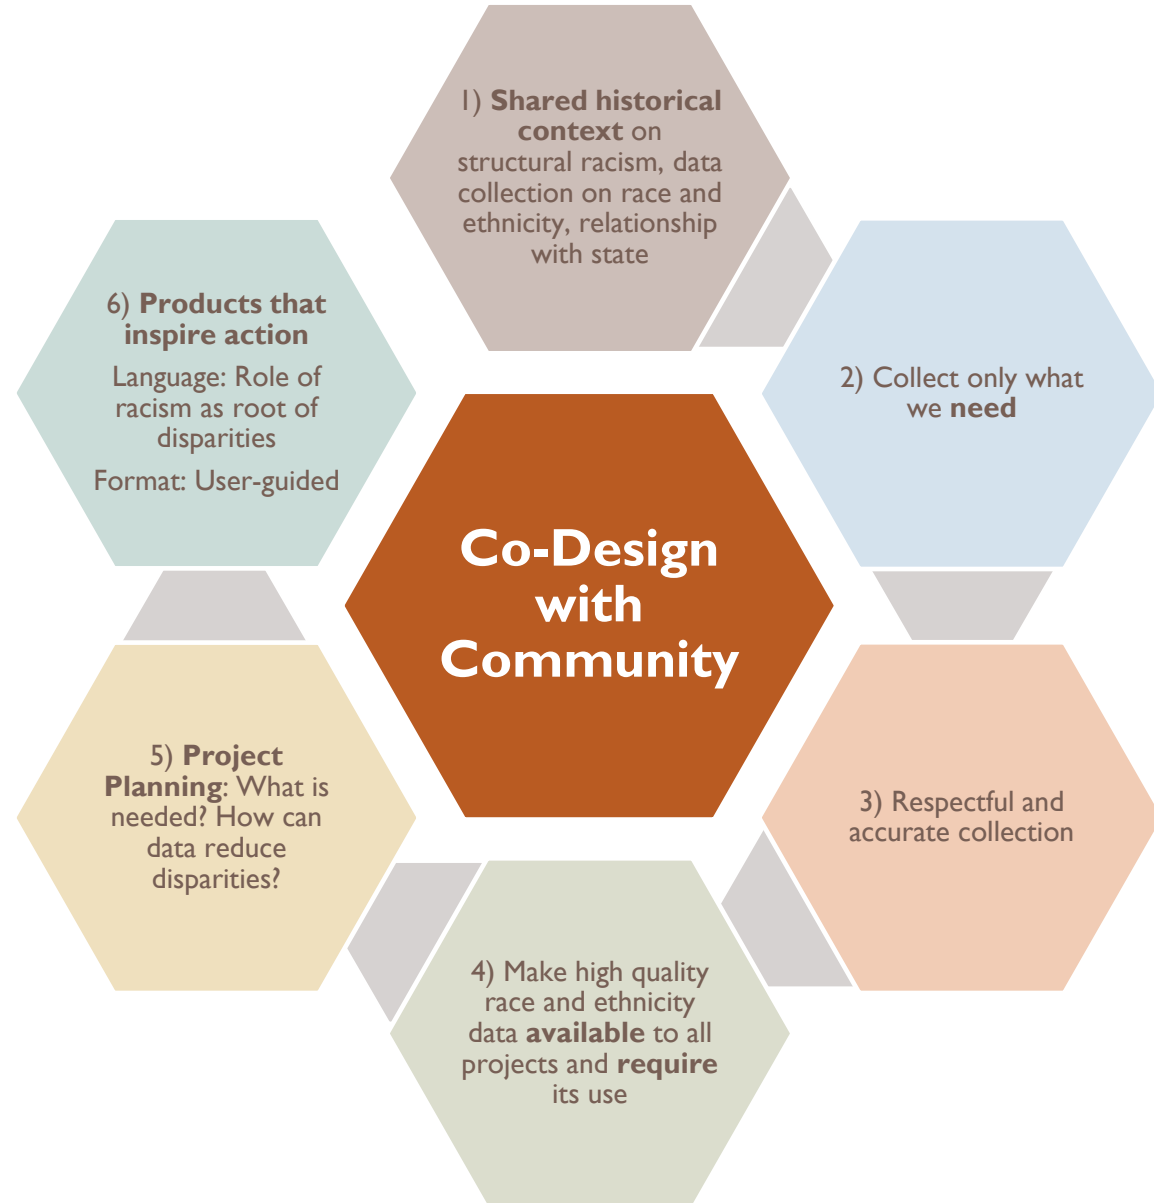 1) Shared historical
context on
structural racism, data
collection on race and
ethnicity, relationship
with state
2) Collect only what
we need
3) Respectful and
accurate collection
4) Make high quality
race and ethnicity
data available to all
projects and require
its use
5) Project
Planning: What is
needed? How can
data reduce
disparities?
6) Products that
inspire action
Language: Role of
racism as root of
disparities
Format: User-guided
Co-Design
with
Community